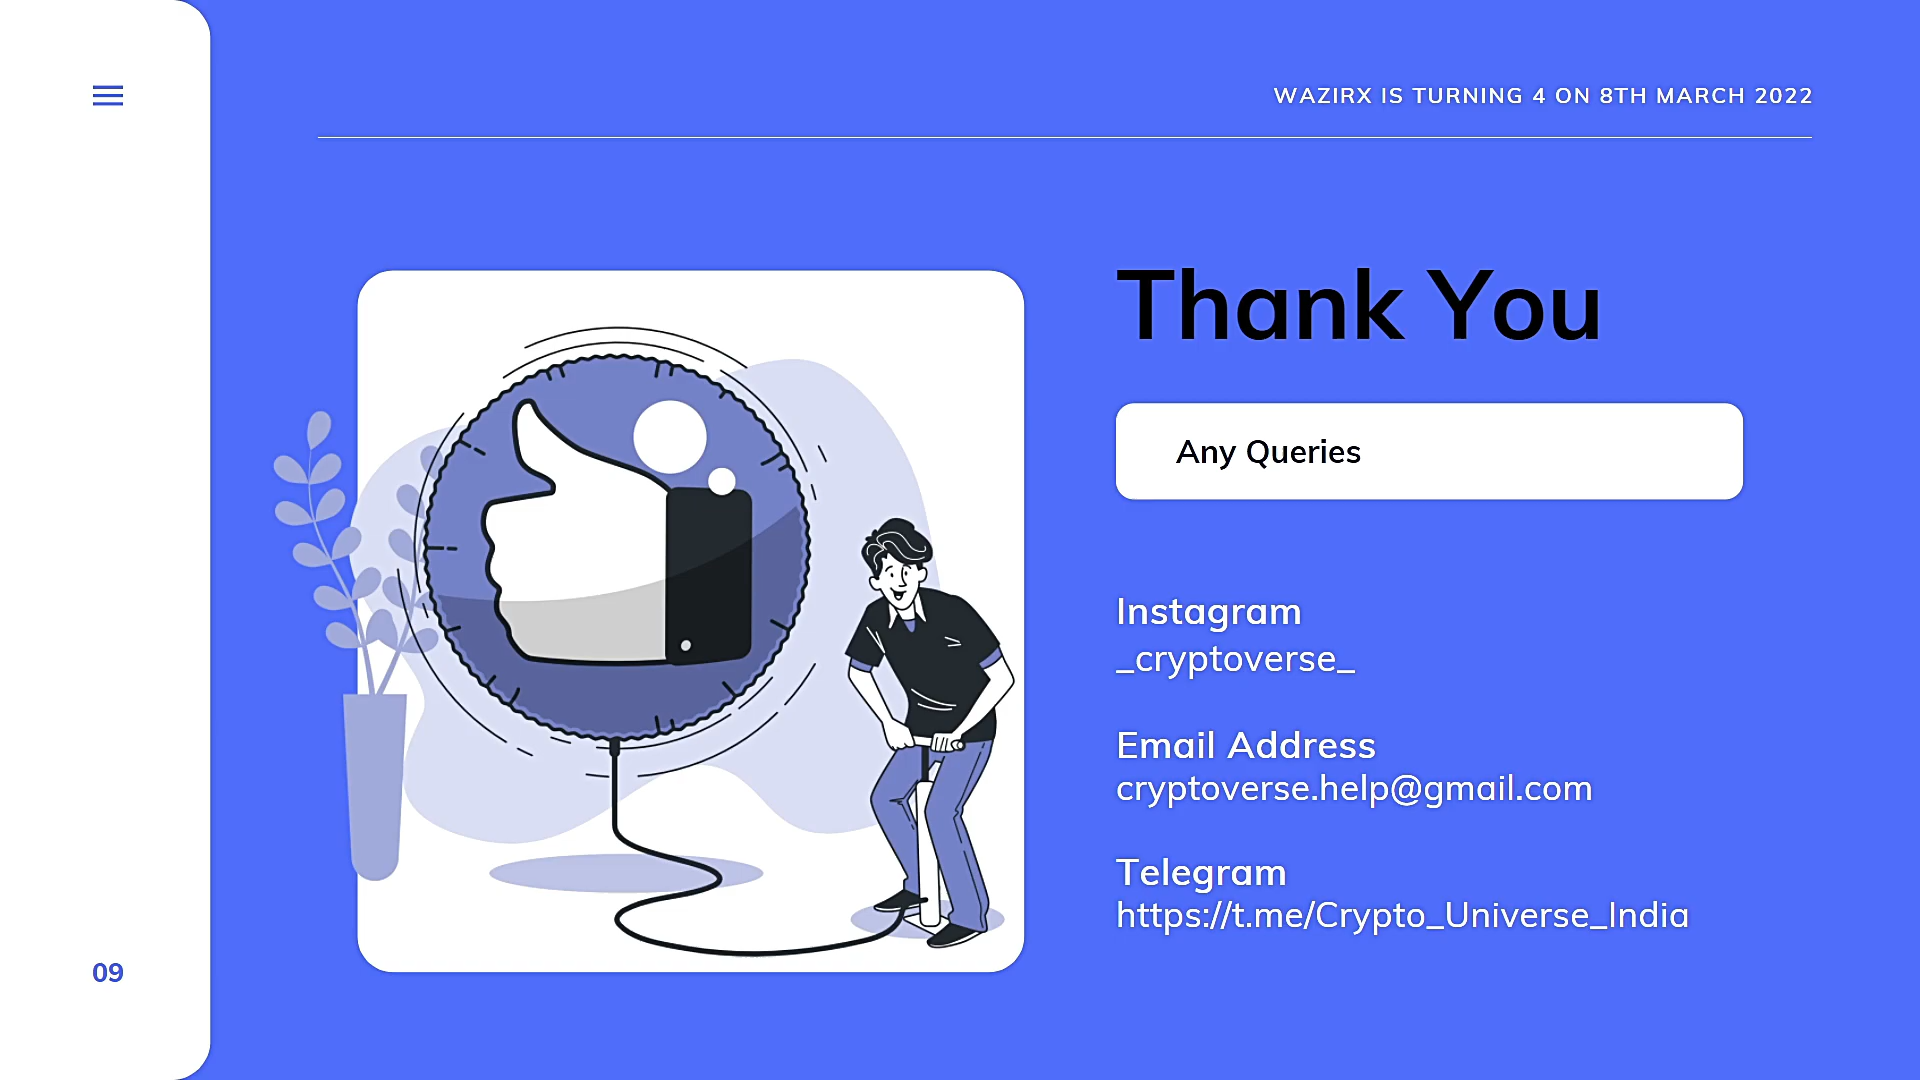 WAZIRX IS TURNING 4 ON 8TH MARCH 2022
Thank You
Any Queries
Instagram
_cryptoverse_
Email Address
cryptoverse.help@gmail.com
Telegram
https://t.me/Crypto_Universe_India
09